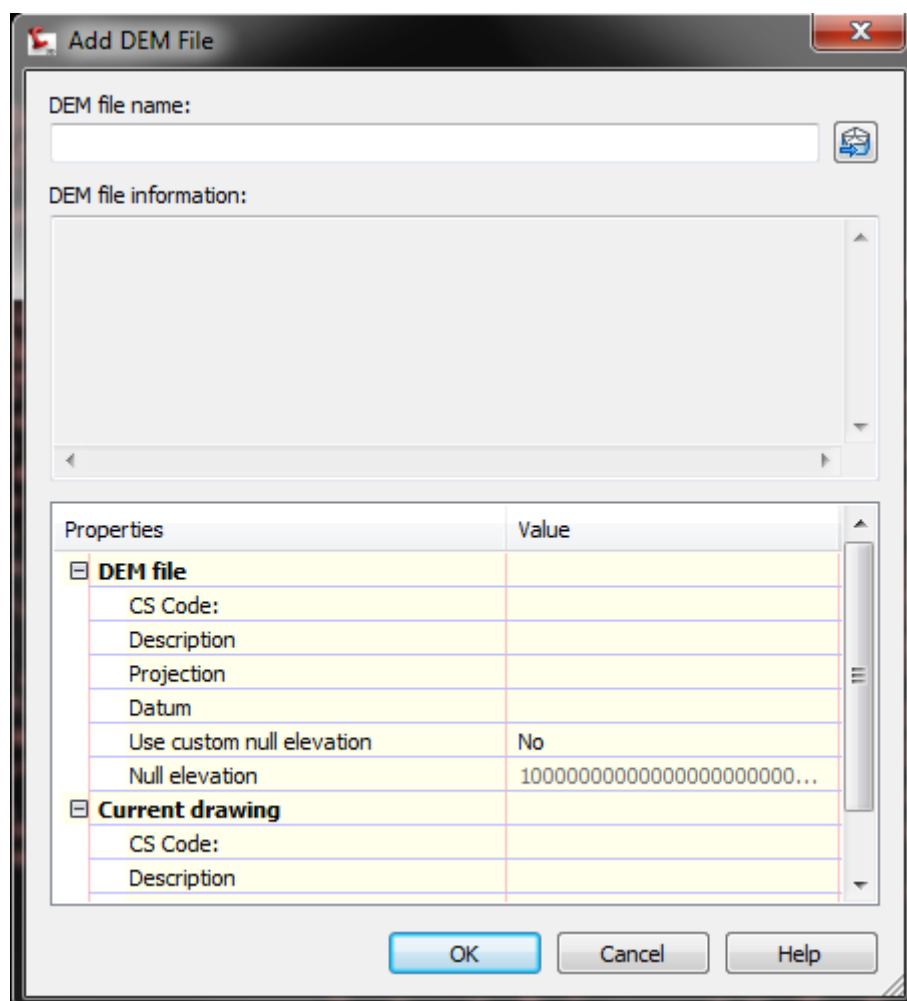 Add DEM File
DEM file name:
DEM file information:
Properties Value
DEM file
CS Code:
Description
Projection
Datum
Use custom null elevation No
Null elevation 10000000000000000000000...
Current drawing
CS Code:
Description
OK Cancel Help